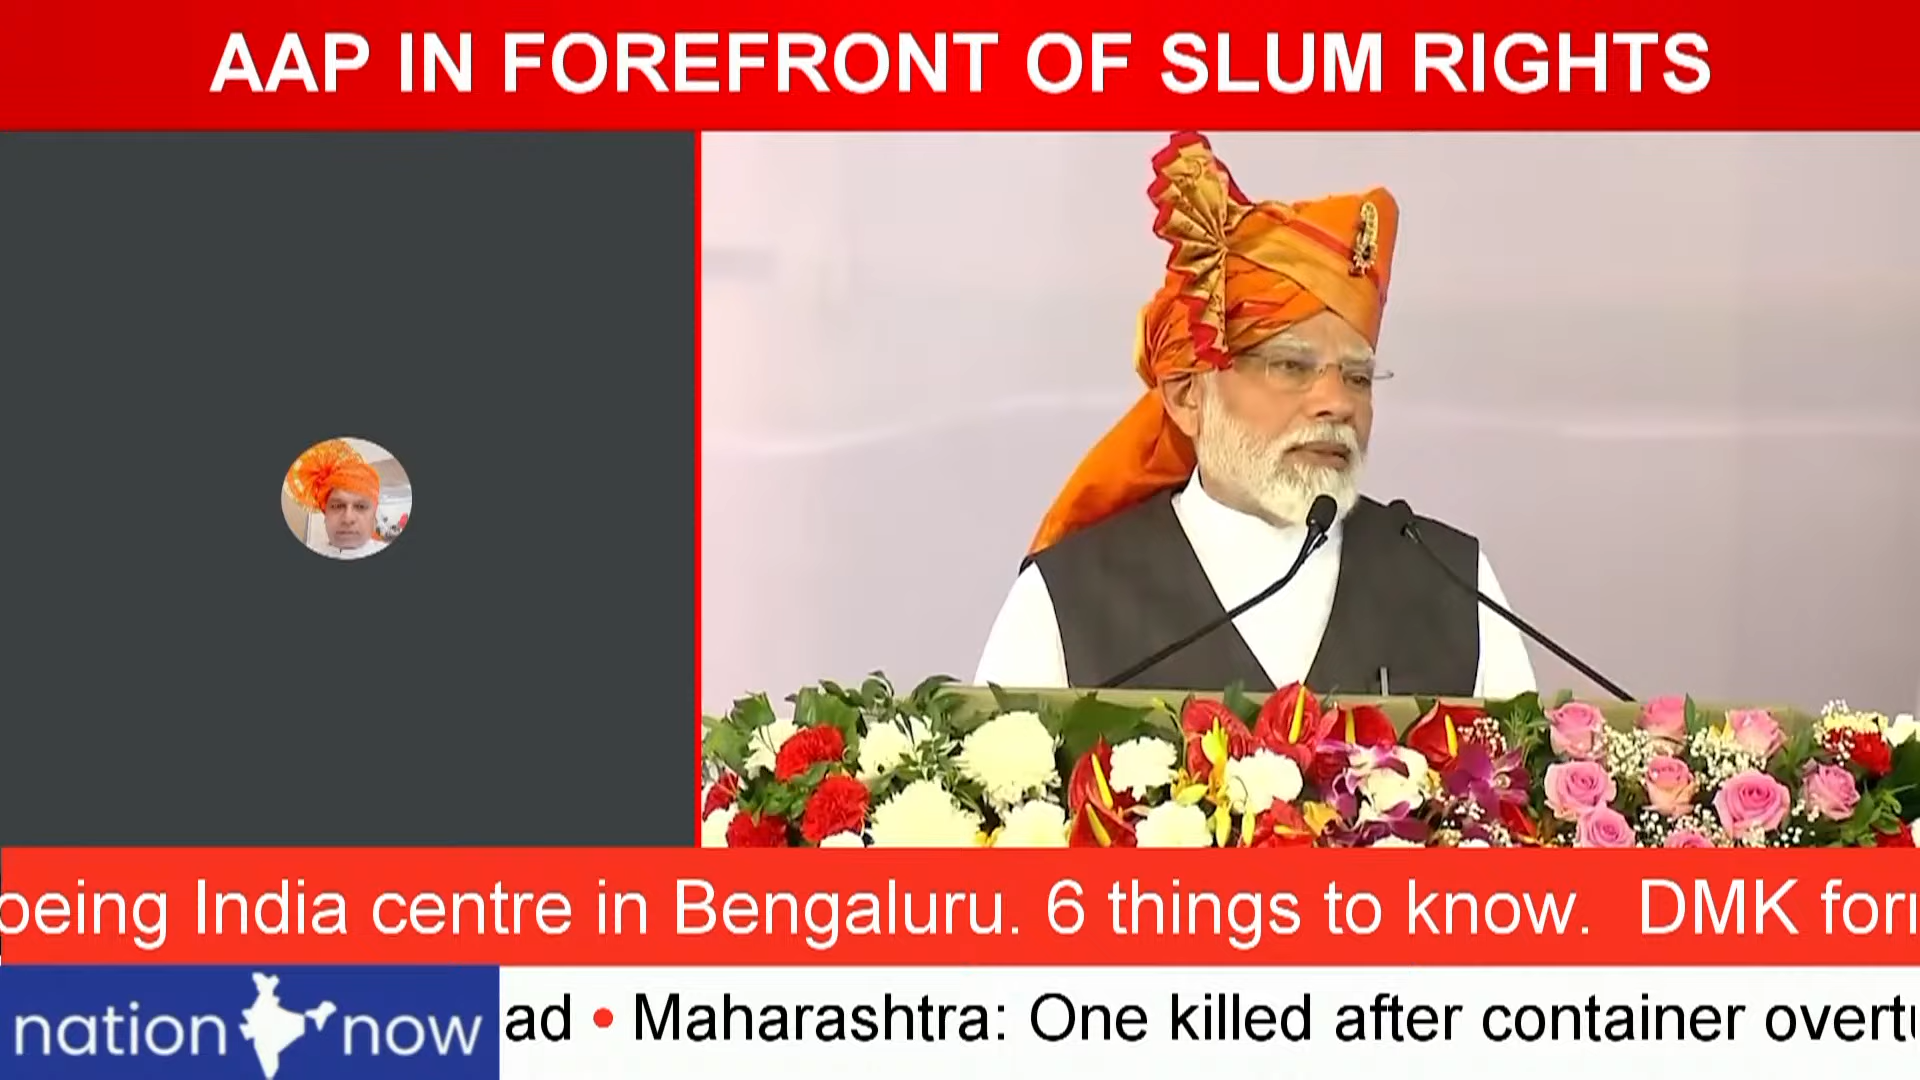 AAP IN FOREFRONT OF SLUM RIGHTS
being India centre in Bengaluru. 6 things to know. DMK for
nation now
ad • Maharashtra: One killed after container overt